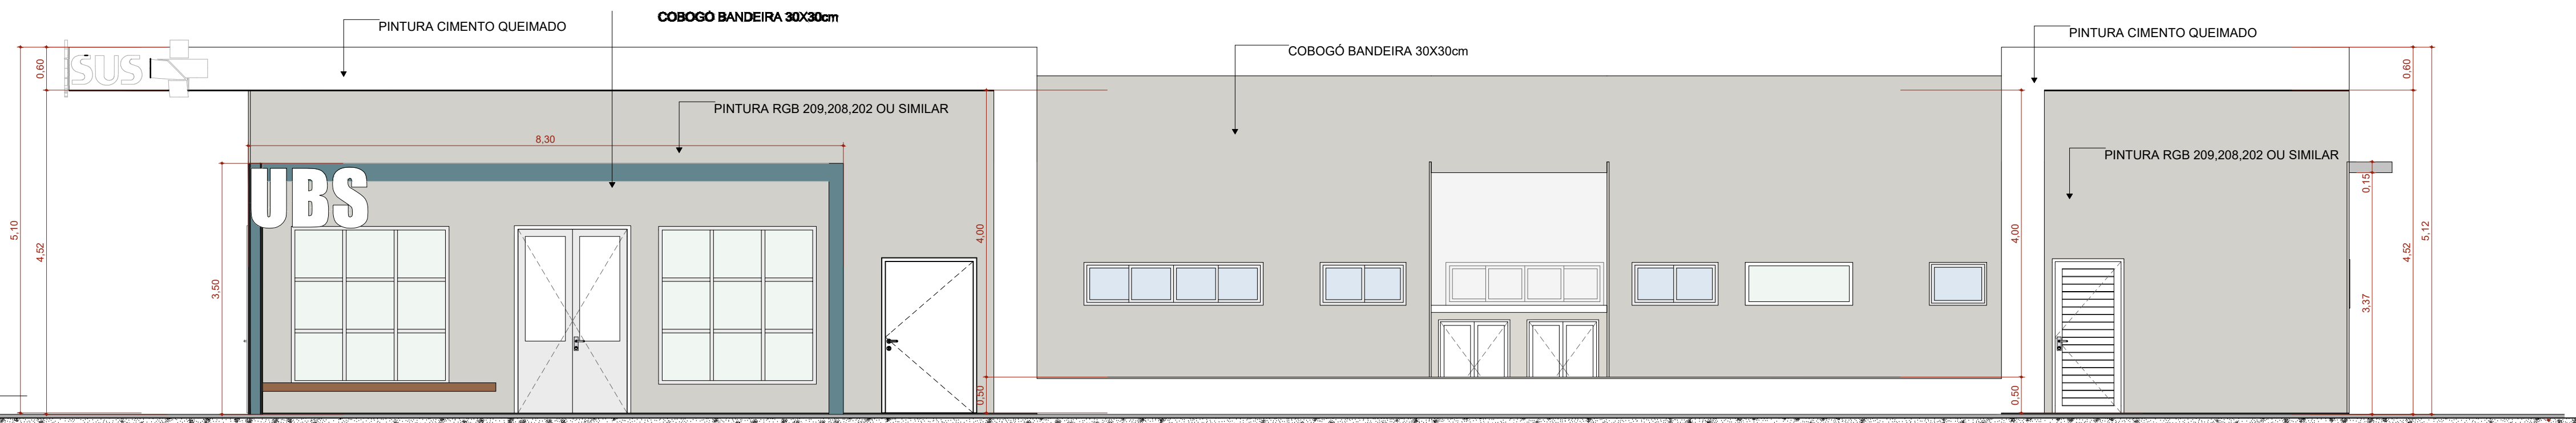 COBOGÓ BANDEIRA 30X30cm
PINTURA CIMENTO QUEIMADO
PINTURA CIMENTO QUEIMADO
COBOGÓ BANDEIRA 30X30cm
SUS
0,60
0,60
PINTURA RGB 209,208,202 OU SIMILAR
8,30
PINTURA RGB 209,208,202 OU SIMILAR
UBS
0,15
5,10
4,52
3,50
4,00
4,00
4,52
5,12
3,37
0,50
0,50